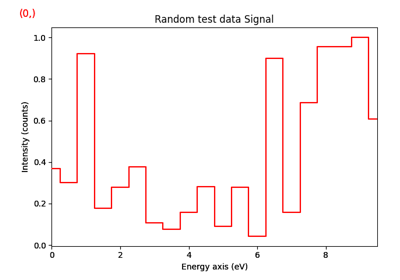 (0,)
Random test data Signal
1.0
0.8
0.6
0.4
0.2
0.0
Intensity (counts)
0 2 4 6 8
Energy axis (eV)